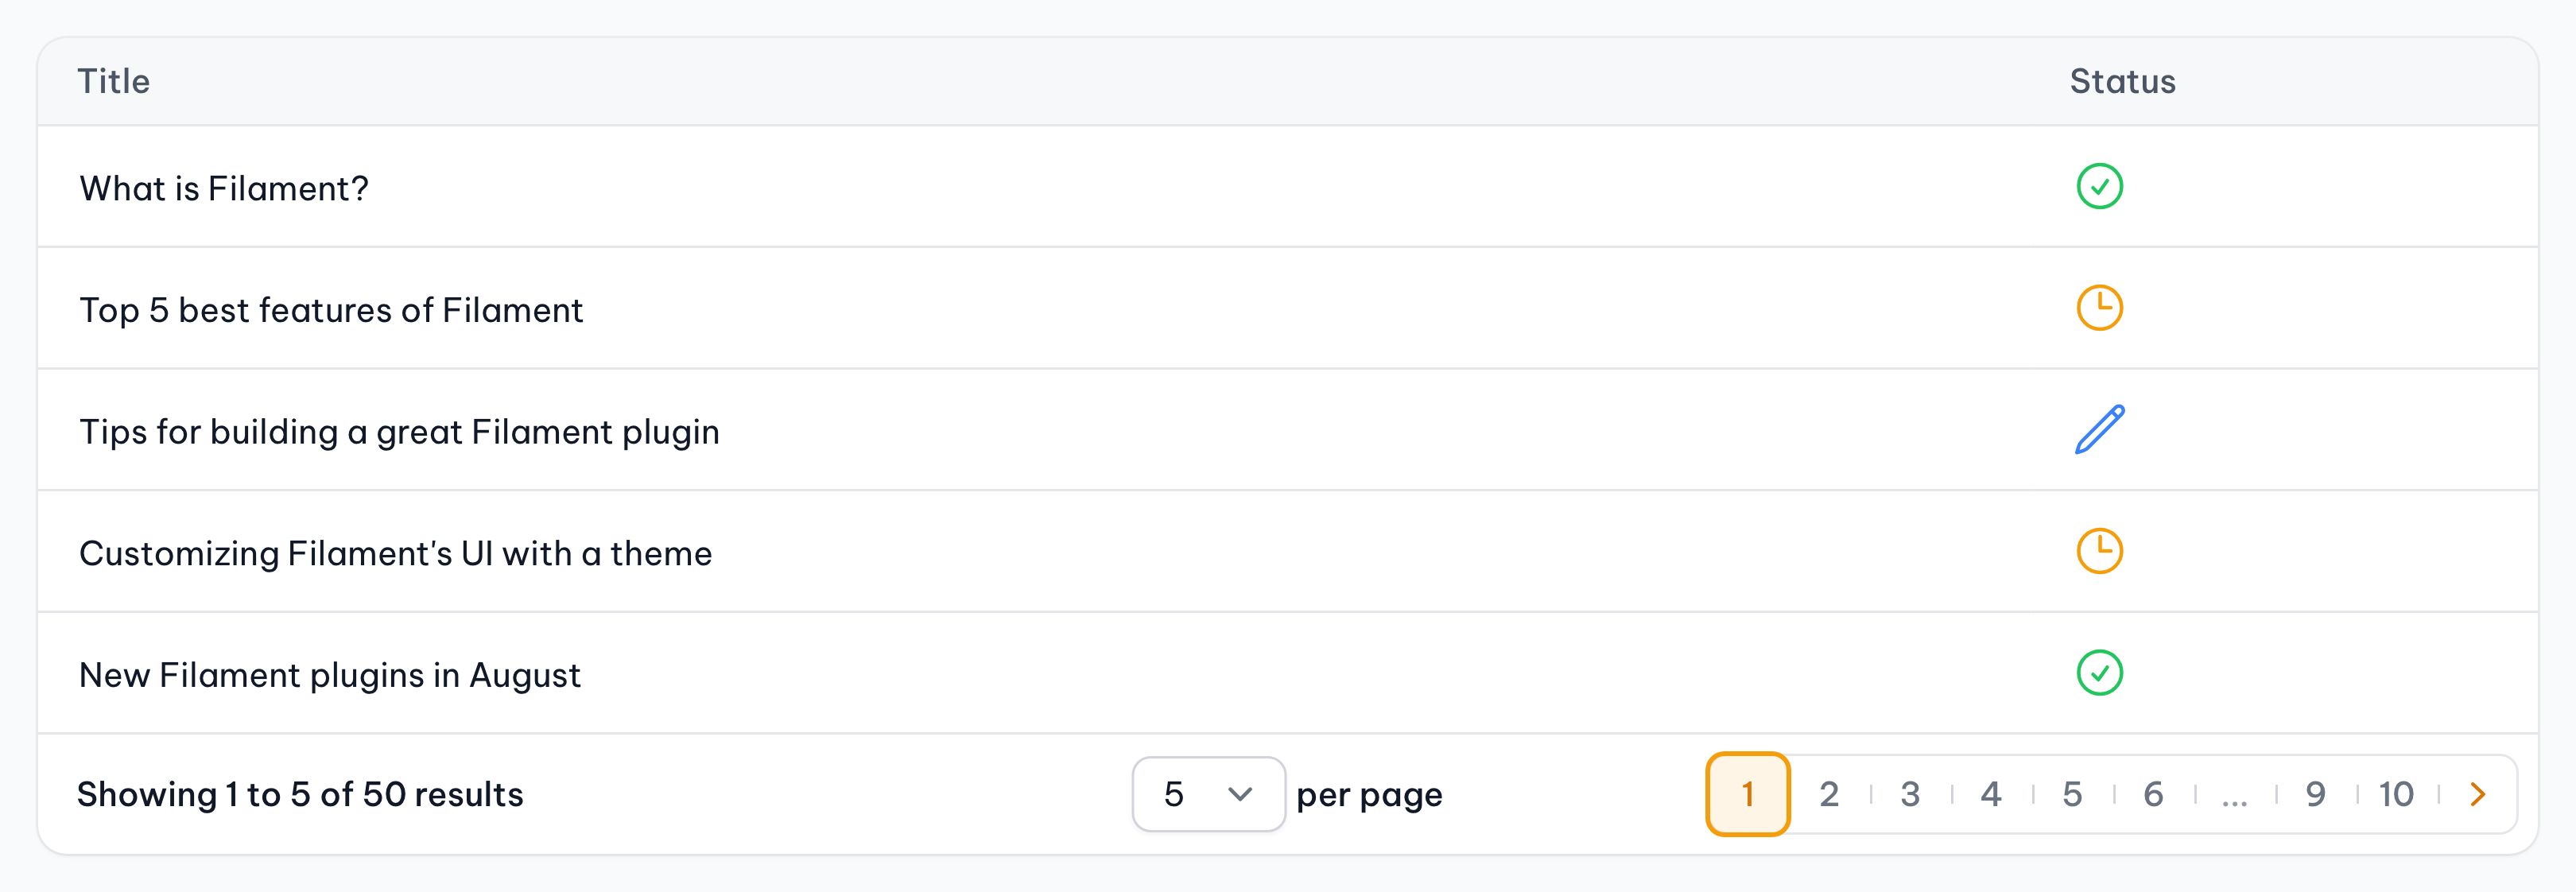 Title Status
What is Filament?
Top 5 best features of Filament
Tips for building a great Filament plugin
Customizing Filament's UI with a theme
New Filament plugins in August
Showing 1 to 5 of 50 results 5 per page 1 2 3 4 5 6 ... 9 10